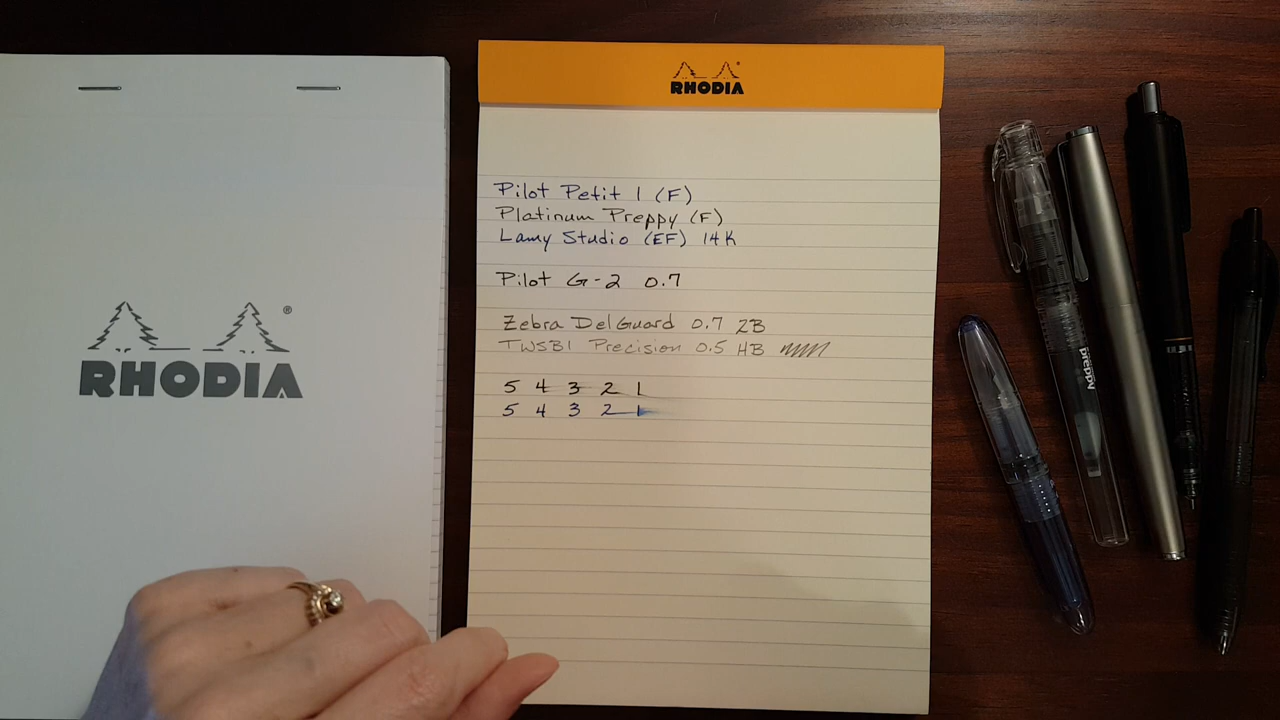 RHODIA
®
RHODIA
®
Pilot Petit 1 (F)
Platinum Preppy (F)
Lamy Studio (EF) 14K
Pilot G-2 0.7
Zebra DelGuard 0.7 2B
TWSBI Precision 0.5 HB
5 4 3 2 1
5 4 3 2 1
preppy